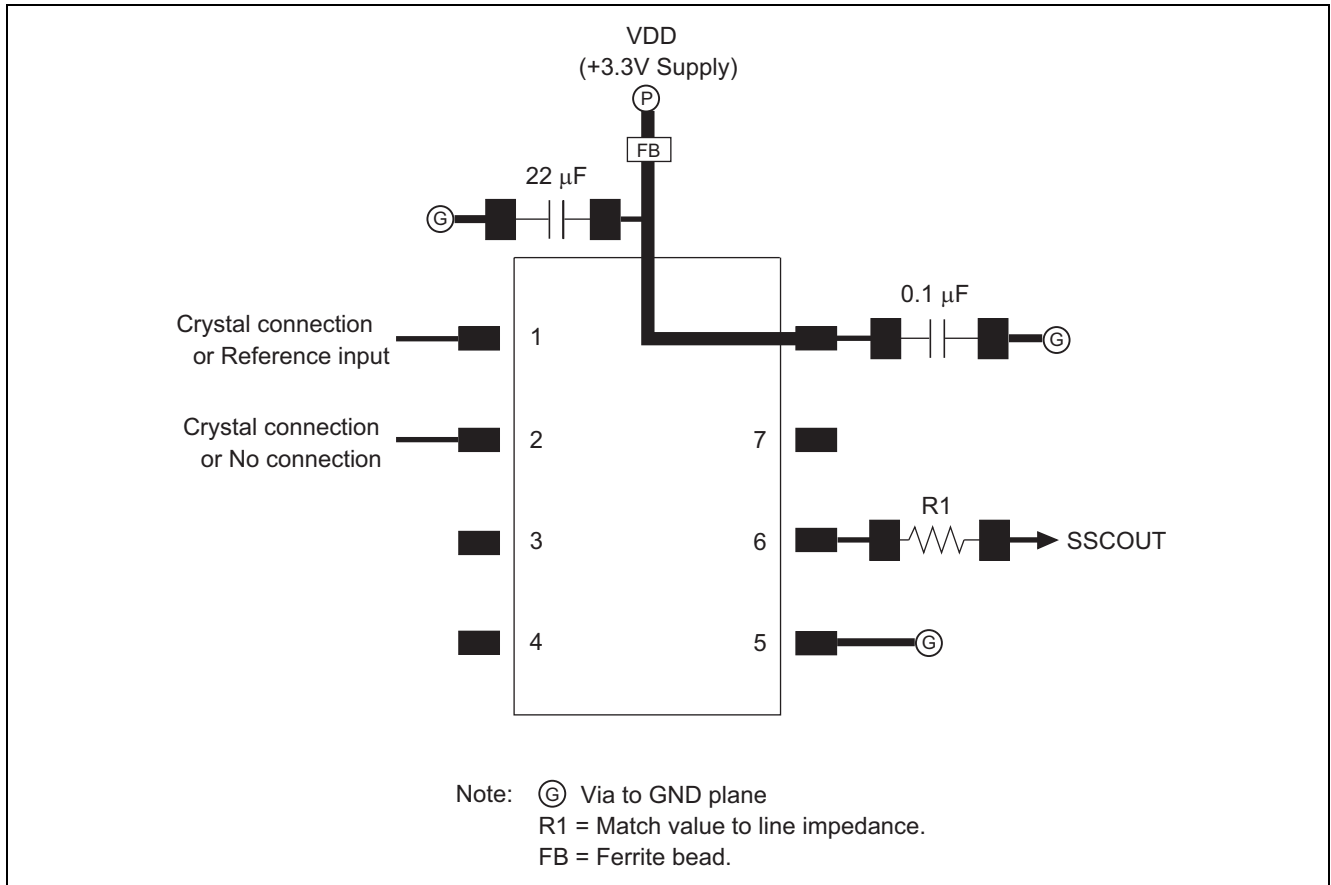 VDD
(+3.3V Supply)
P
FB
22 μF
G
0.1 μF
G
Crystal connection
or Reference input
1
Crystal connection
or No connection
2
7
3
6
R1
SSCOUT
4
5
G
Note: G Via to GND plane
R1 = Match value to line impedance.
FB = Ferrite bead.